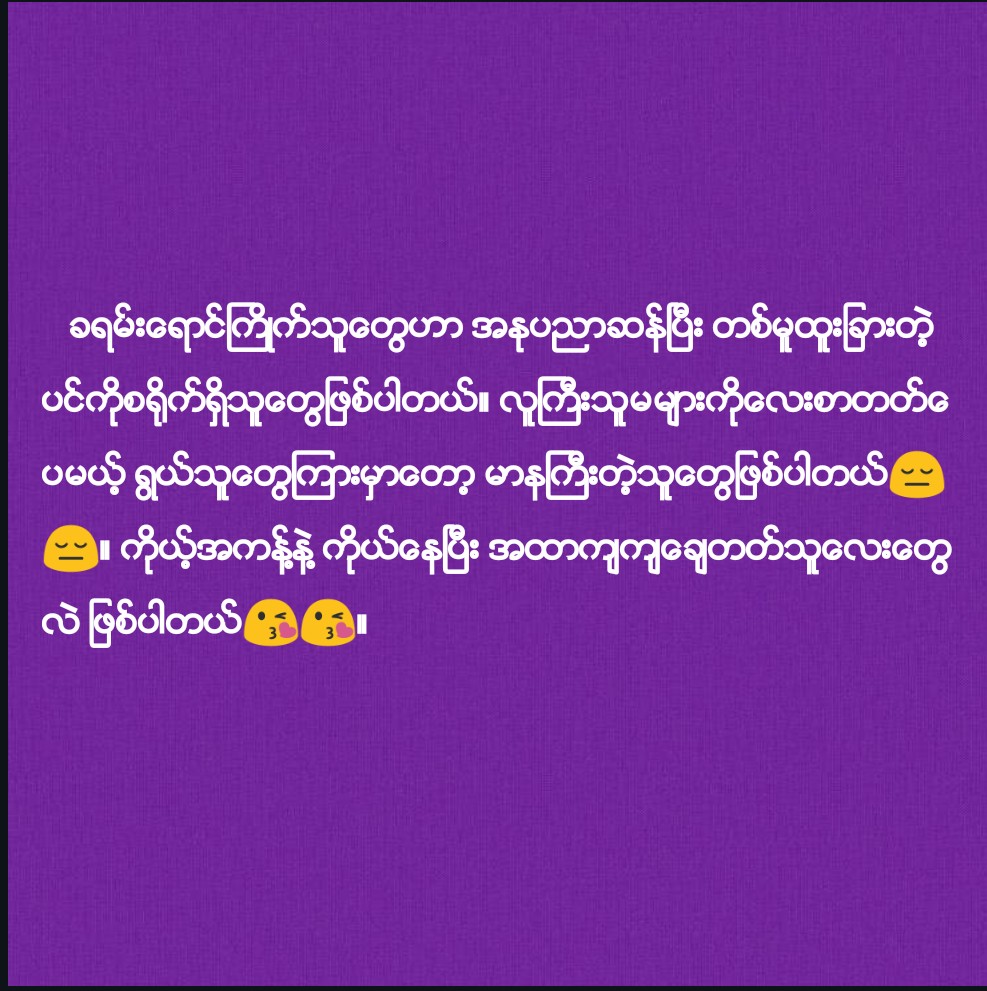 ခရမ်းရောင်ကြိုက်သူတွေဟာ အနုပညာဆန်ပြီး တစ်မူထူးခြားတဲ့
ပင်ကိုစရိုက်ရှိသူတွေဖြစ်ပါတယ်။ လူကြီးသူမများကိုလေးစာတတ်ေ
ပမယ့် ရွယ်သူတွေကြားမှာတော့ မာနကြီးတဲ့သူတွေဖြစ်ပါတယ်😔
😔။ ကိုယ့်အကန့်နဲ့ ကိုယ်နေပြီး အထာကျကျချေတတ်သူလေးတွေ
လဲ ဖြစ်ပါတယ်😘😘။